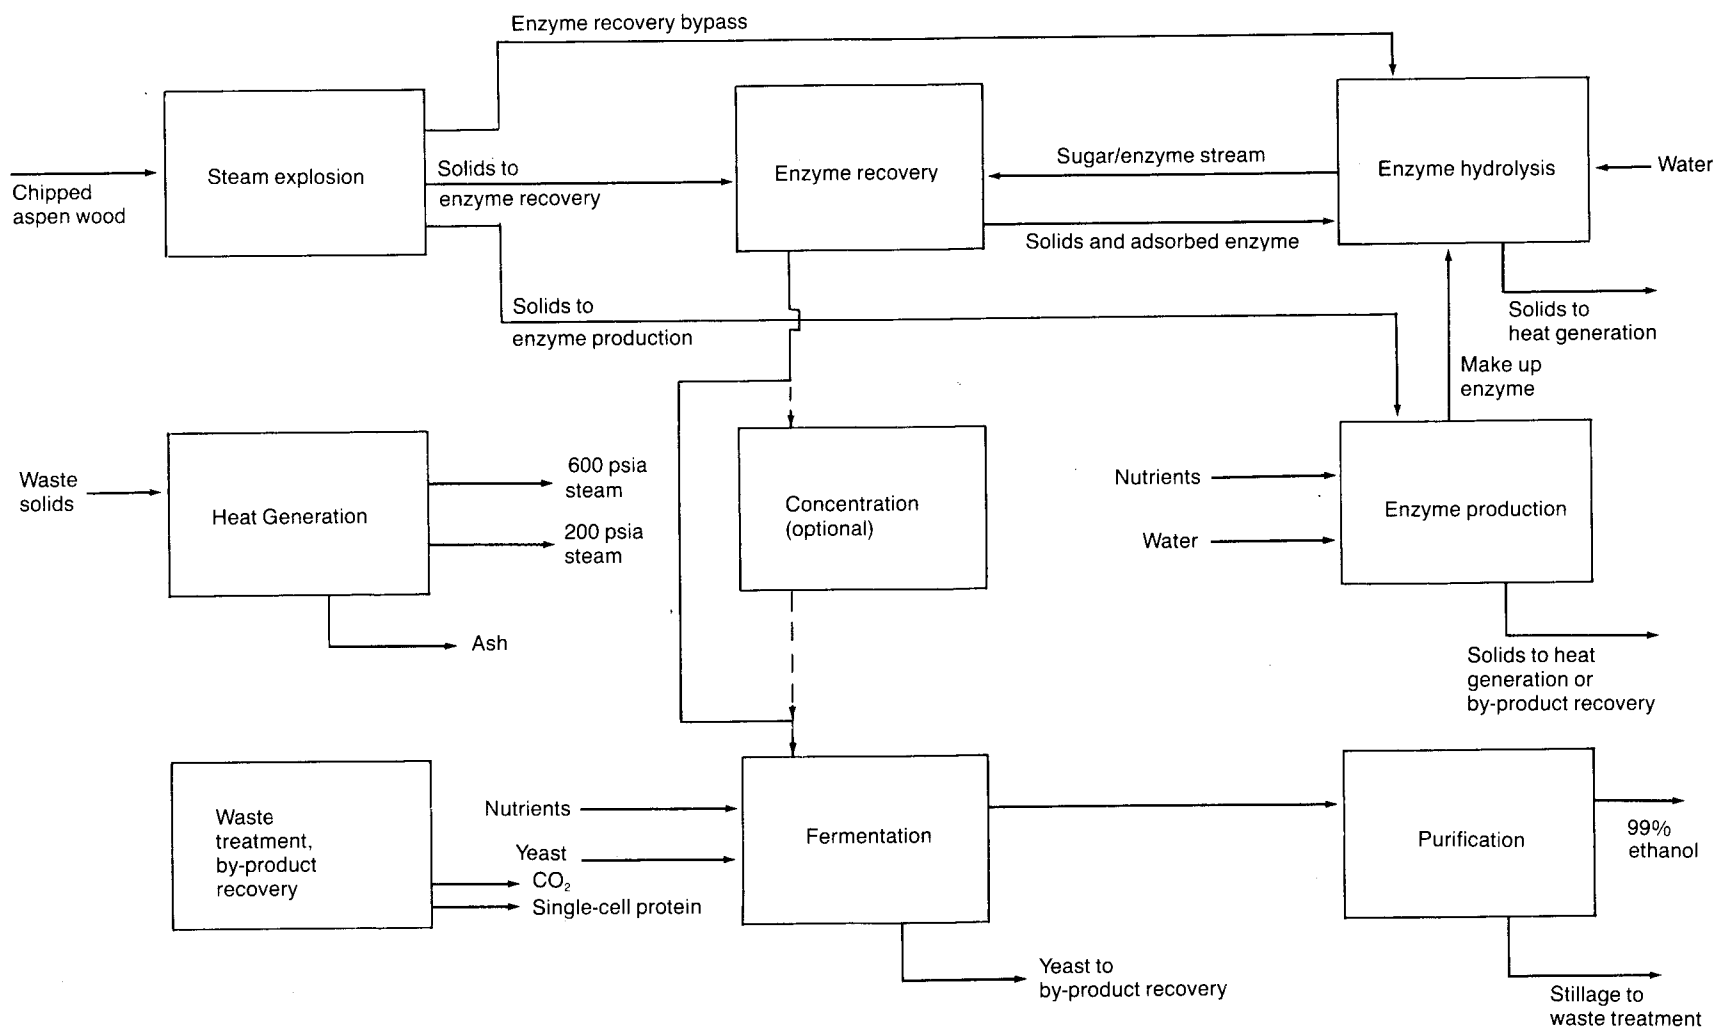 Enzyme recovery bypass
Steam explosion
Enzyme recovery
Enzyme hydrolysis
Chipped
aspen wood
Solids to
enzyme recovery
Sugar/enzyme stream
Solids and adsorbed enzyme
Water
Solids to
enzyme production
Solids to
heat generation
Make up
enzyme
Waste
solids
Heat Generation
600 psia
steam
200 psia
steam
Ash
Concentration
(optional)
Nutrients
Water
Enzyme production
Solids to heat
generation or
by-product recovery
Waste
treatment,
by-product
recovery
Nutrients
Yeast
CO₂
Single-cell protein
Fermentation
Purification
99%
ethanol
Yeast to
by-product recovery
Stillage to
waste treatment